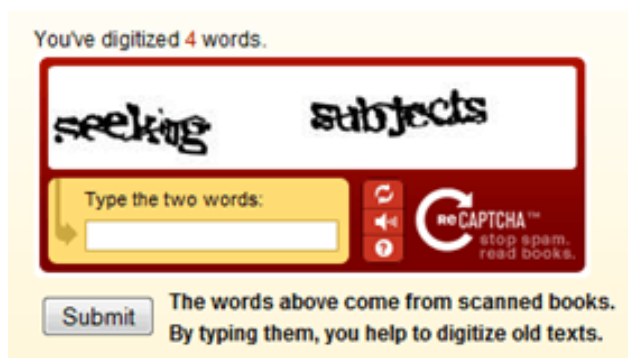 You've digitized 4 words.
seeking subjects
Type the two words:
reCAPTCHA™
stop spam.
read books.
Submit
The words above come from scanned books.
By typing them, you help to digitize old texts.